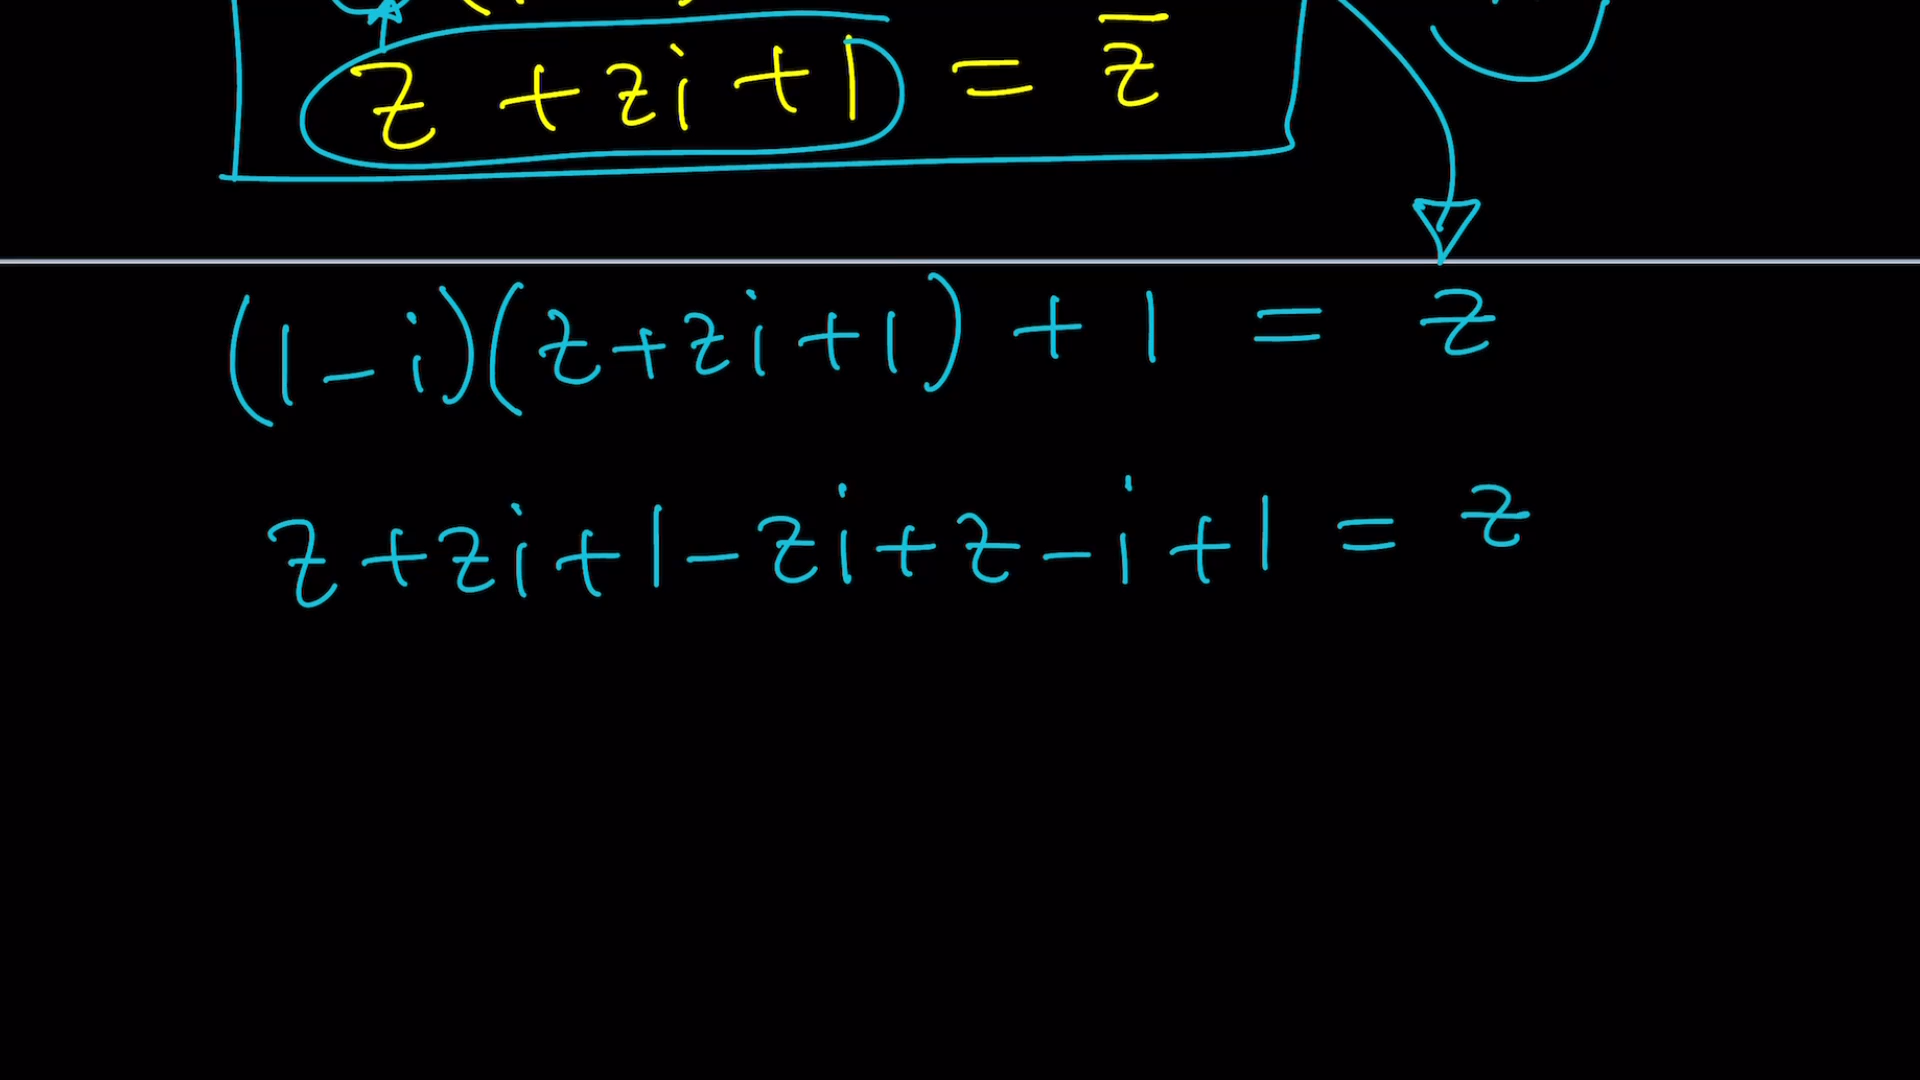 z + zi + 1 = z̅
(1-i)(z+zi+1) + 1 = z
z+zi+1-zi+z-i+1 = z